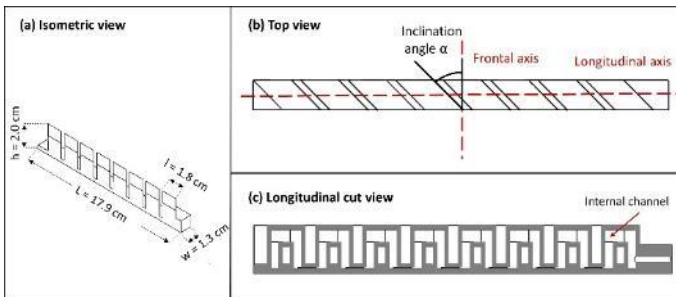 (a) Isometric view
h = 2.0 cm
l = 1.8 cm
L = 17.9 cm
w = 1.3 cm
(b) Top view
Inclination
angle α
Frontal axis
Longitudinal axis
(c) Longitudinal cut view
Internal channel